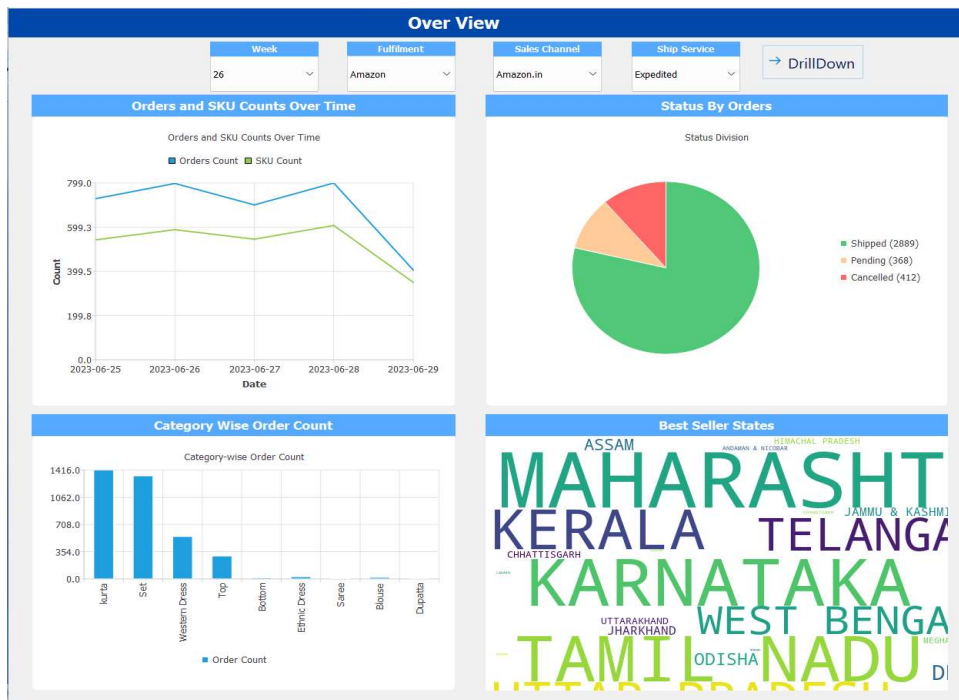 Over View
Week Fulfilment Sales Channel Ship Service
26 Amazon Amazon.in Expedited → DrillDown
Orders and SKU Counts Over Time
Orders and SKU Counts Over Time
Orders Count SKU Count
799.0
599.3
399.5
199.8
0.0
Count
2023-06-25 2023-06-26 2023-06-27 2023-06-28 2023-06-29
Date
Status By Orders
Status Division
Shipped (2889)
Pending (368)
Cancelled (412)
Category Wise Order Count
Category-wise Order Count
1416.0
1062.0
708.0
354.0
0.0
kurta Set Western Dress Top Bottom Ethnic Dress Saree Blouse Dupatta
Order Count
Best Seller States
ASSAM ANDAMAN & NICOBAR HIMACHAL PRADESH
MAHARASHT
KERALA TELANGA JAMMU & KASHMI
CHHATTISGARH
KARNATAKA
UTTARAKHAND WEST BENGA
JHARKHAND
MEGHA
TAMIL NADU
ODISHA
DE
UTTAR PRADESH